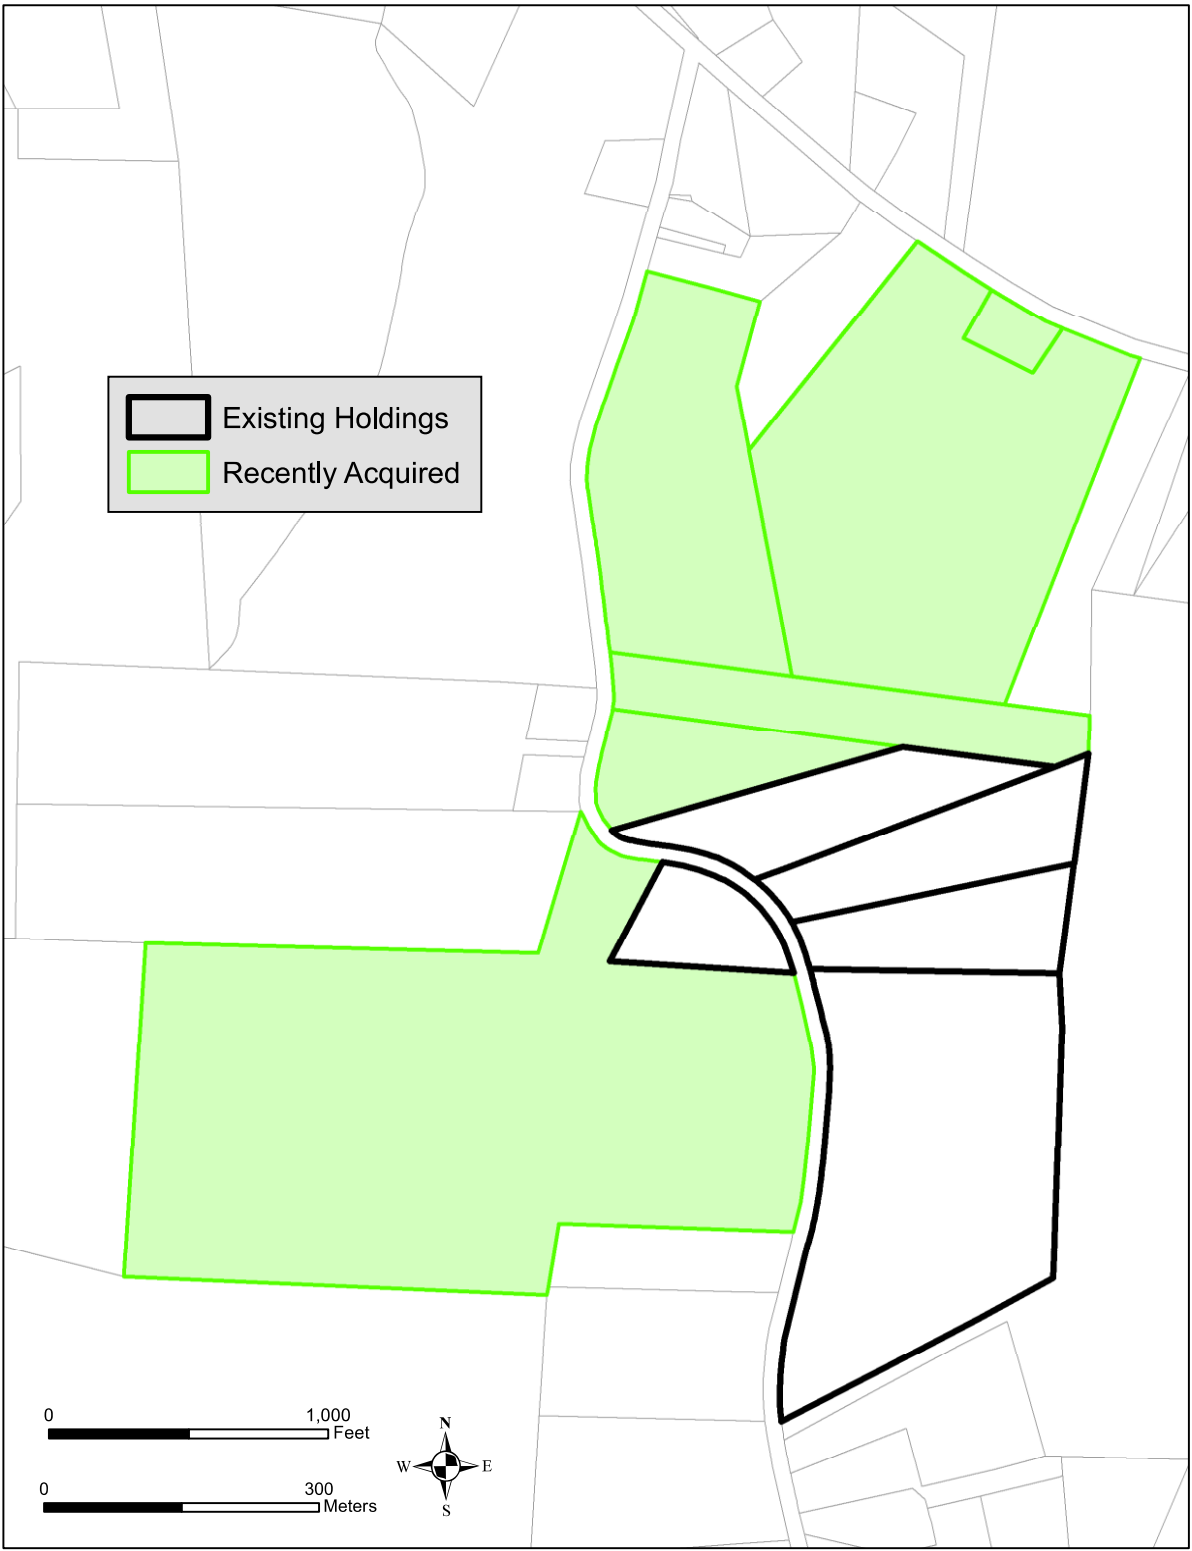 Existing Holdings
Recently Acquired
0 1,000
Feet
0 300
Meters
N
W E
S